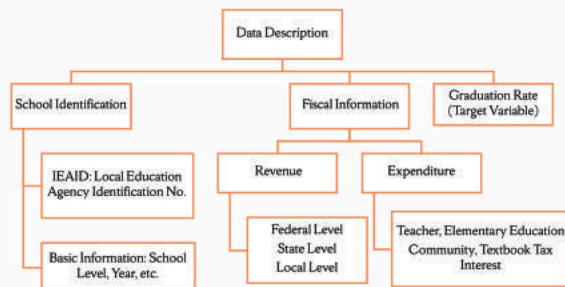 Data Description
School Identification
Fiscal Information
Graduation Rate
(Target Variable)
IEAID: Local Education
Agency Identification No.
Revenue
Expenditure
Basic Information: School
Level, Year, etc.
Federal Level
State Level
Local Level
Teacher, Elementary Education
Community, Textbook Tax
Interest